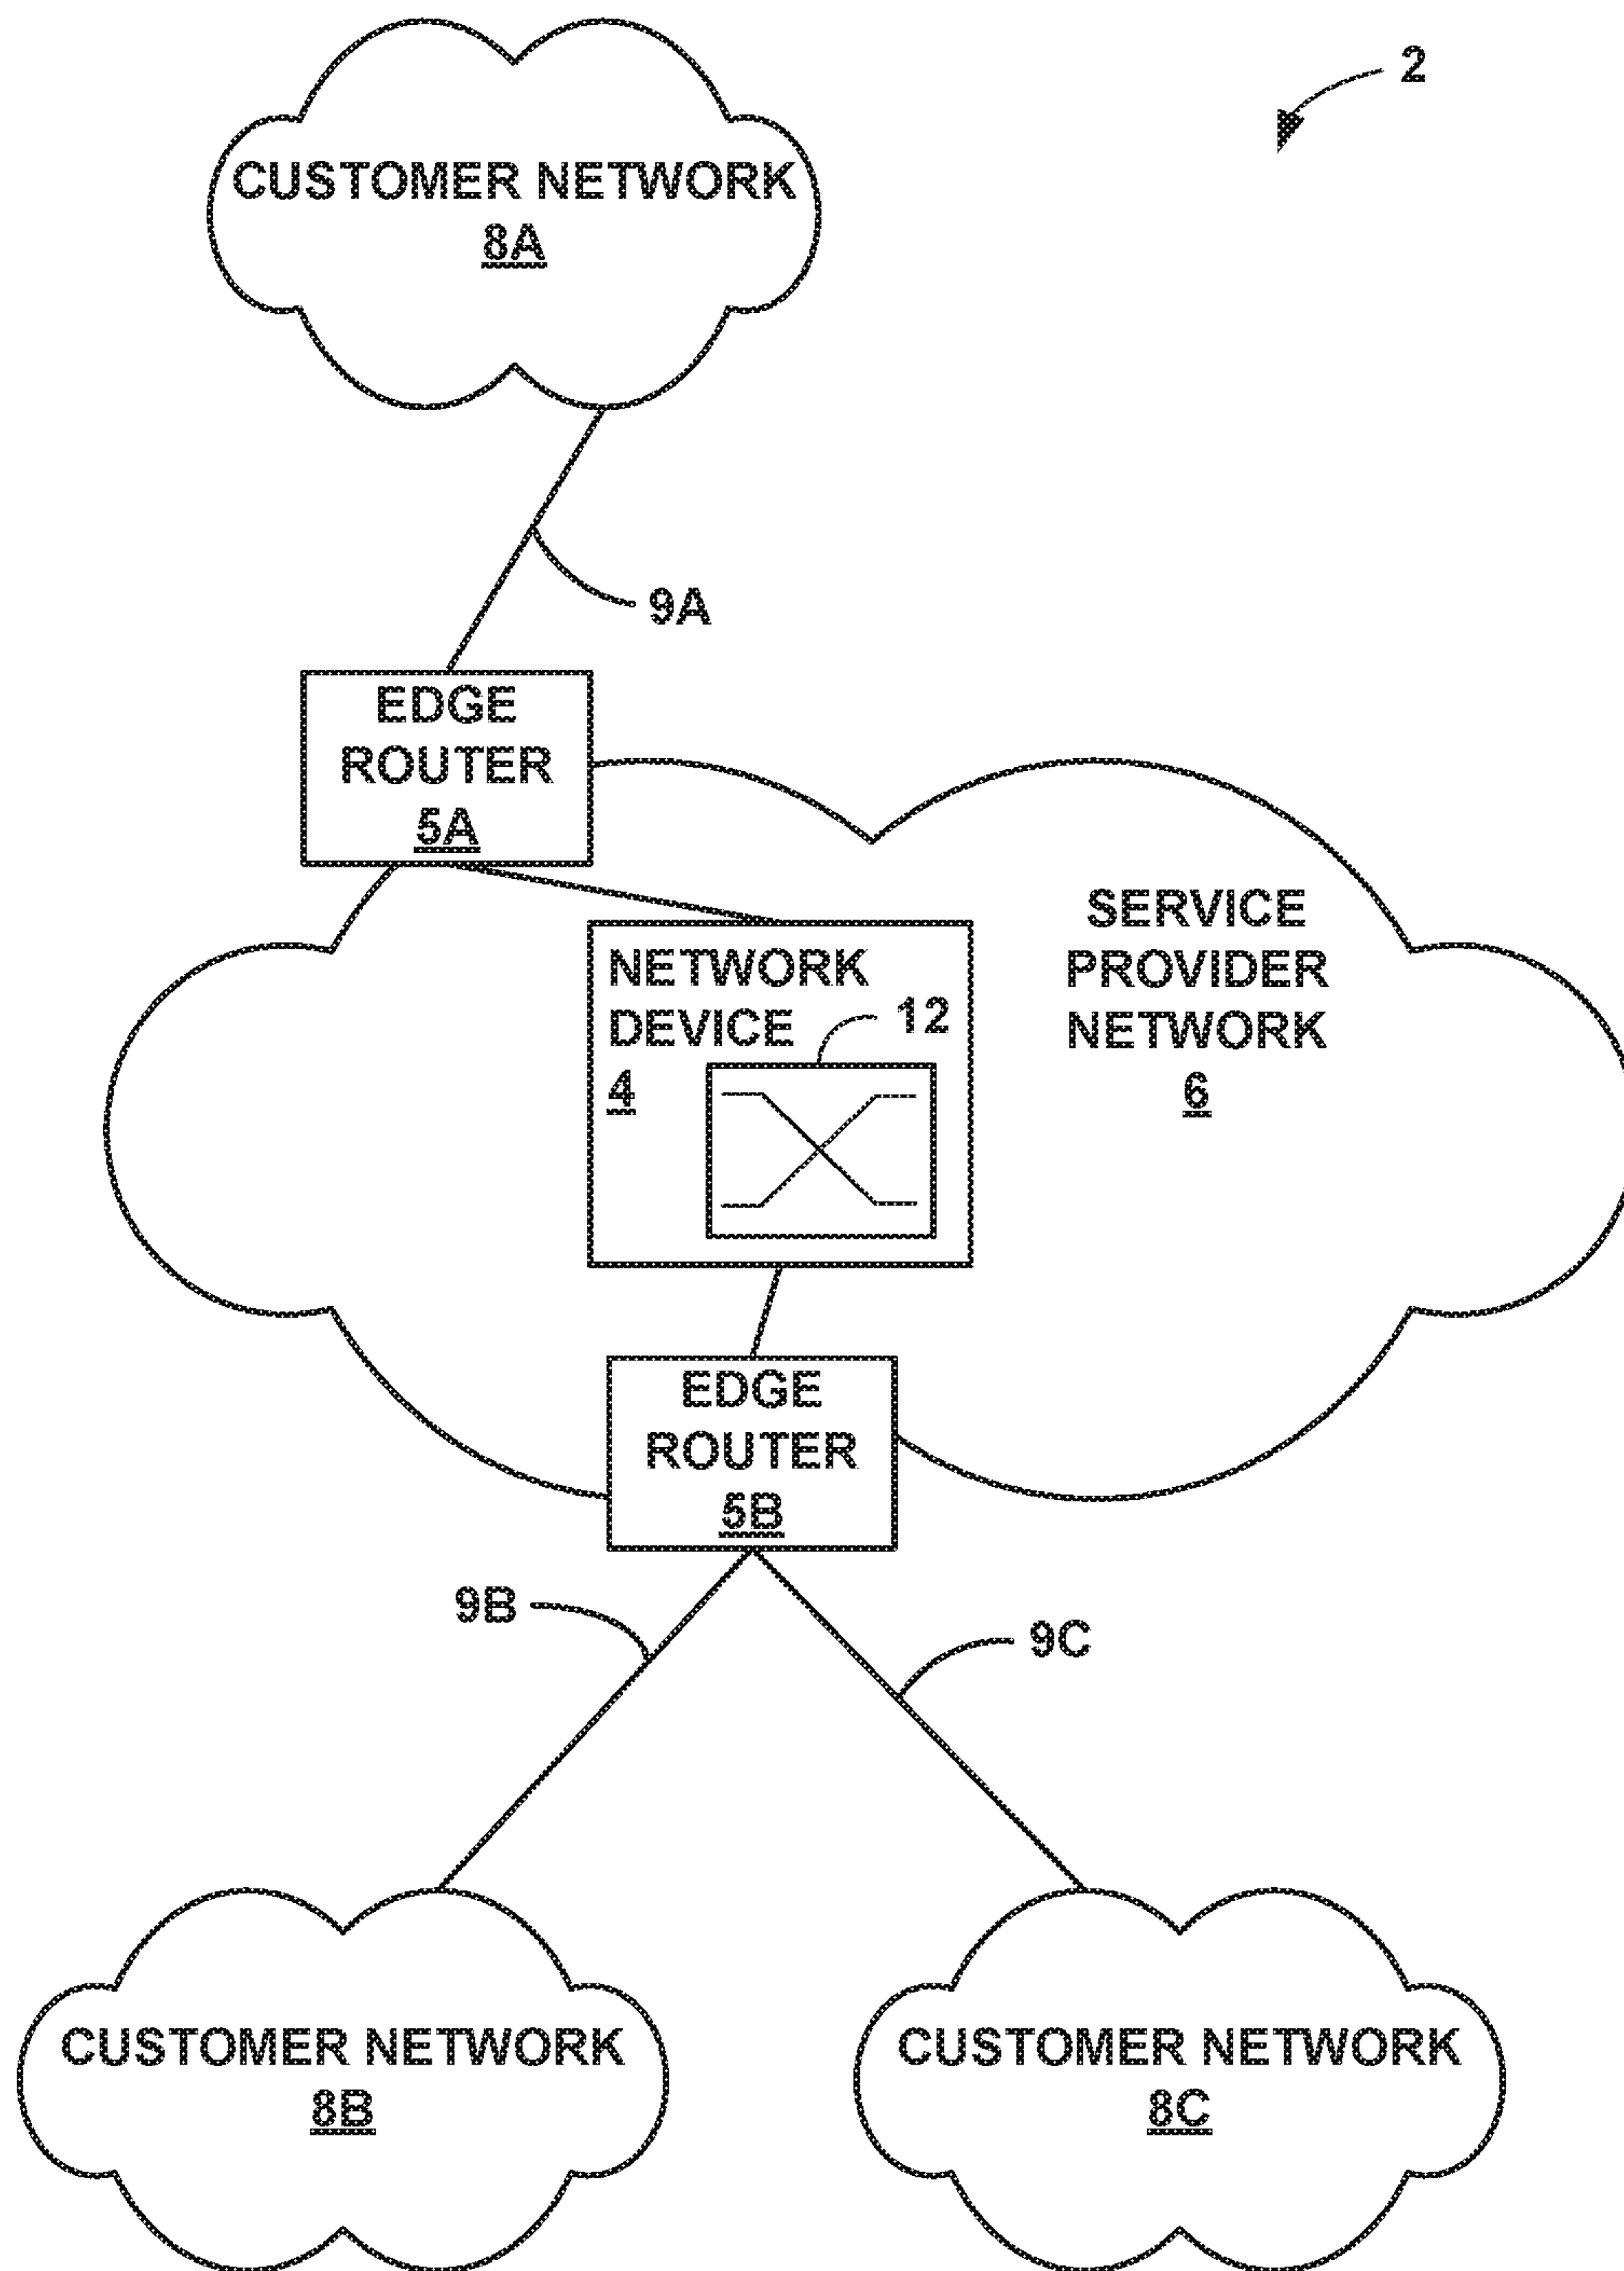 2
CUSTOMER NETWORK
8A
9A
EDGE
ROUTER
5A
SERVICE
PROVIDER
NETWORK
6
NETWORK
DEVICE
4
12
EDGE
ROUTER
5B
9B
9C
CUSTOMER NETWORK
8B
CUSTOMER NETWORK
8C